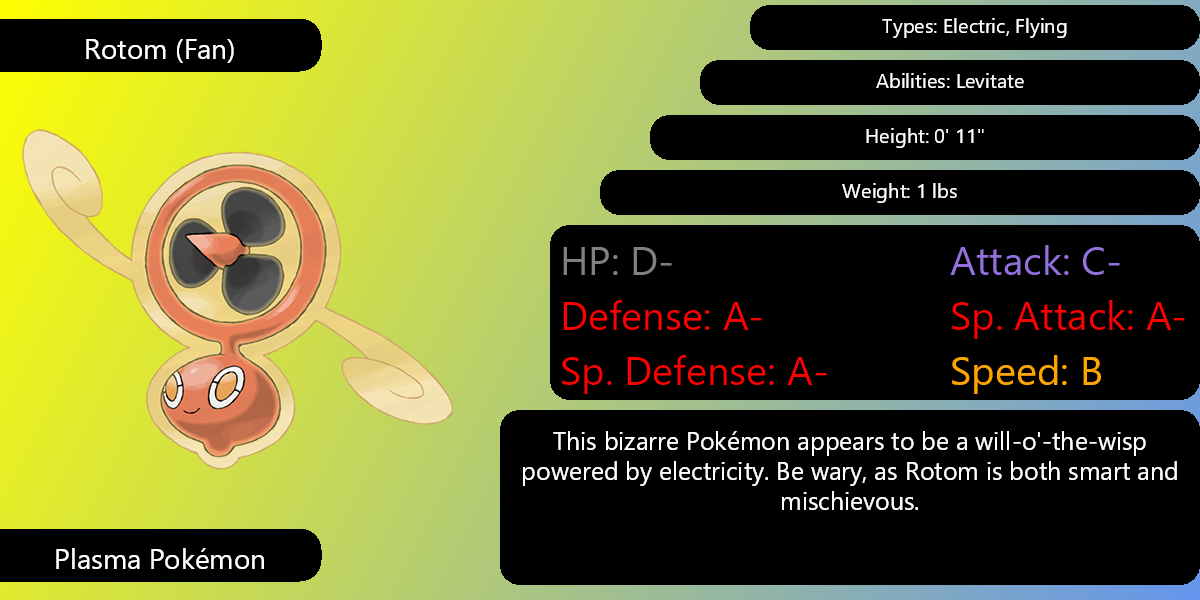 Rotom (Fan)
Types: Electric, Flying
Abilities: Levitate
Height: 0' 11"
Weight: 1 lbs
HP: D-
Attack: C-
Defense: A-
Sp. Attack: A-
Sp. Defense: A-
Speed: B
This bizarre Pokémon appears to be a will-o'-the-wisp
powered by electricity. Be wary, as Rotom is both smart and
mischievous.
Plasma Pokémon